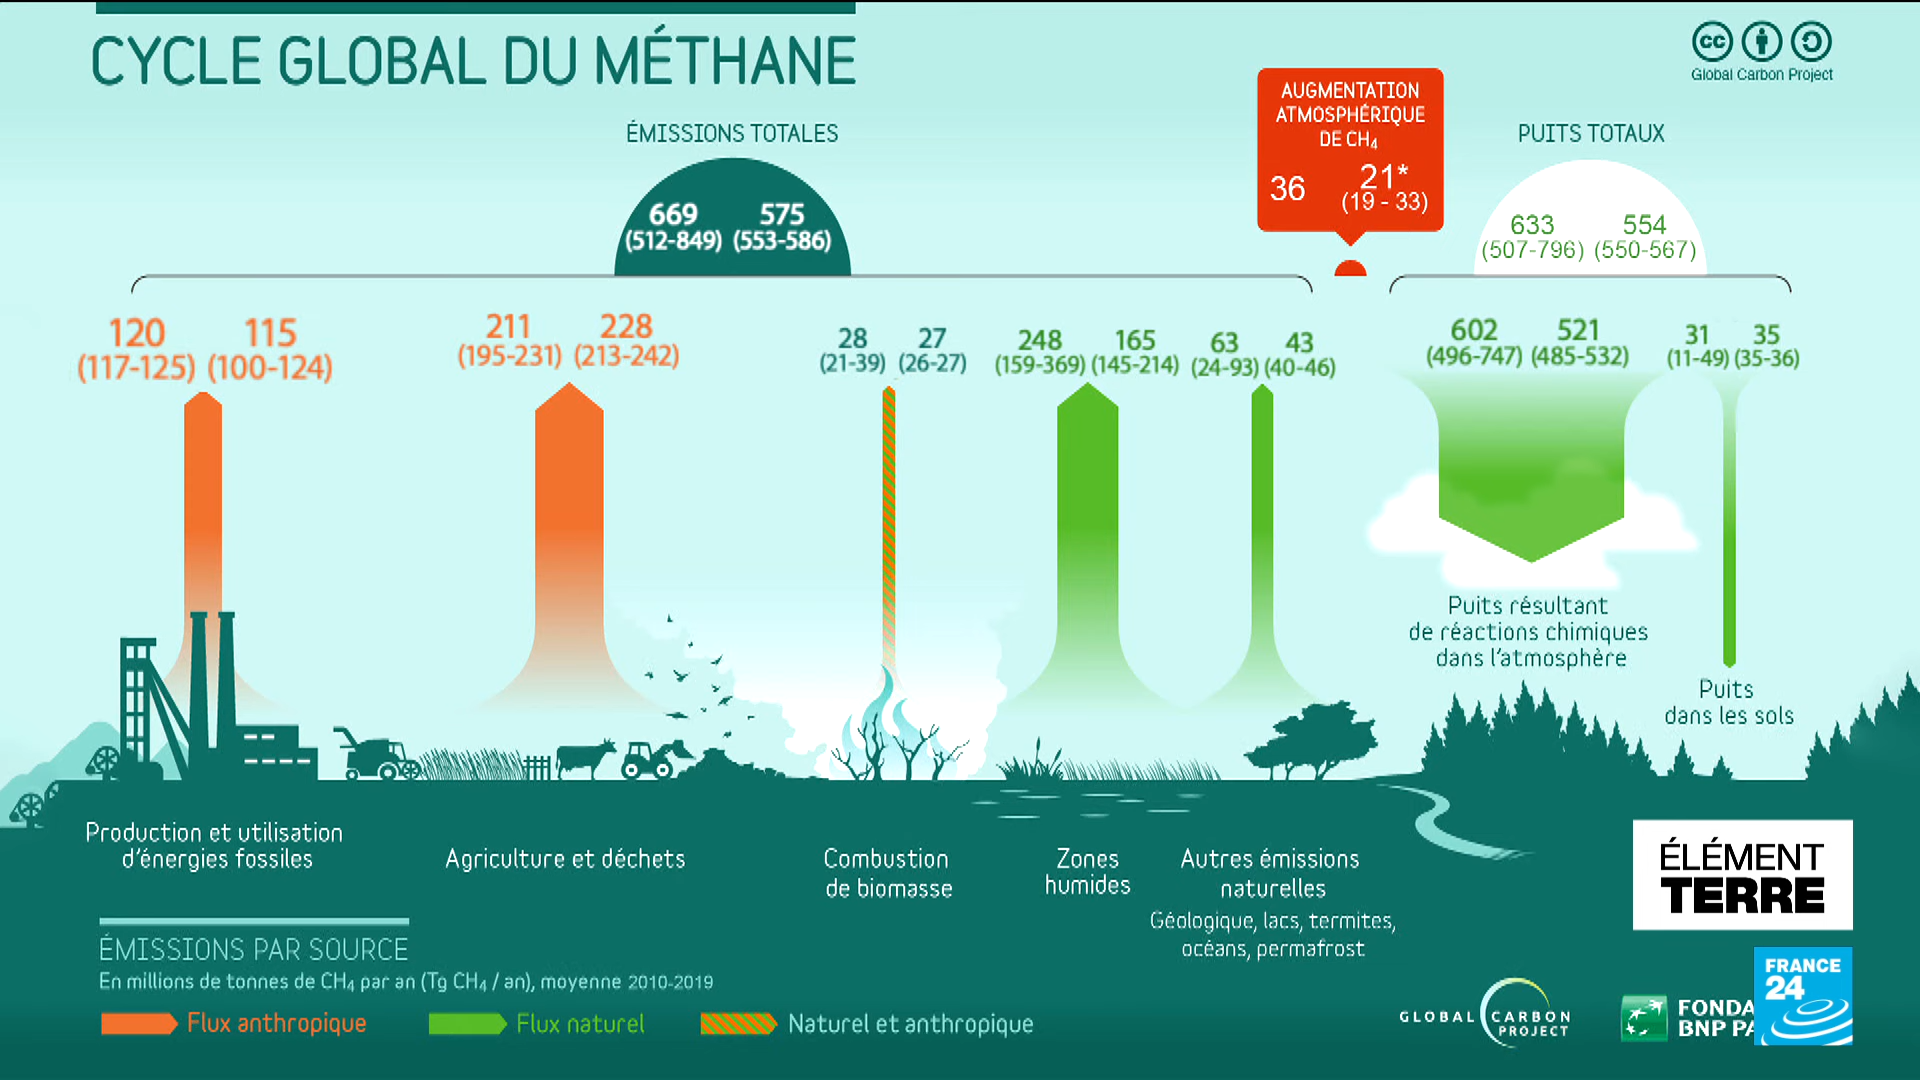 CYCLE GLOBAL DU MÉTHANE
cc
Global Carbon Project
ÉMISSIONS TOTALES
669 575
(512-849) (553-586)
AUGMENTATION
ATMOSPHÉRIQUE
DE CH₄
36 21*
(19 - 33)
PUITS TOTAUX
633 554
(507-796) (550-567)
120 115
(117-125) (100-124)
211 228
(195-231) (213-242)
28 27
(21-39) (26-27)
248 165
(159-369) (145-214)
63 43
(24-93) (40-46)
602 521
(496-747) (485-532)
31 35
(11-49) (35-36)
Puits résultant
de réactions chimiques
dans l'atmosphère
Puits
dans les sols
Production et utilisation
d'énergies fossiles
Agriculture et déchets
Combustion
de biomasse
Zones
humides
Autres émissions
naturelles
Géologique, lacs, termites,
océans, permafrost
ÉLÉMENT
TERRE
ÉMISSIONS PAR SOURCE
En millions de tonnes de CH₄ par an (Tg CH₄ / an), moyenne 2010-2019
Flux anthropique
Flux naturel
Naturel et anthropique
GLOBAL CARBON
PROJECT
FONDA
BNP PA
FRANCE
24